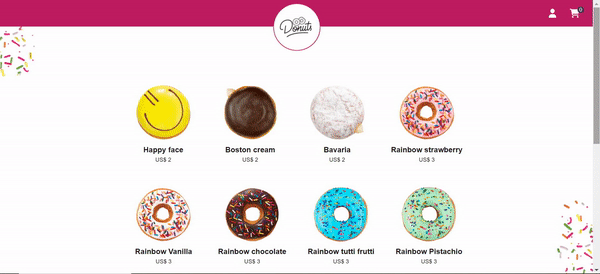 0
Donuts
Happy face
Boston cream
Bavaria
Rainbow strawberry
US$ 2
US$ 2
US$ 2
US$ 3
Rainbow Vanilla
Rainbow chocolate
Rainbow tutti frutti
Rainbow Pistachio
US$ 3
US$ 3
US$ 3
US$ 3